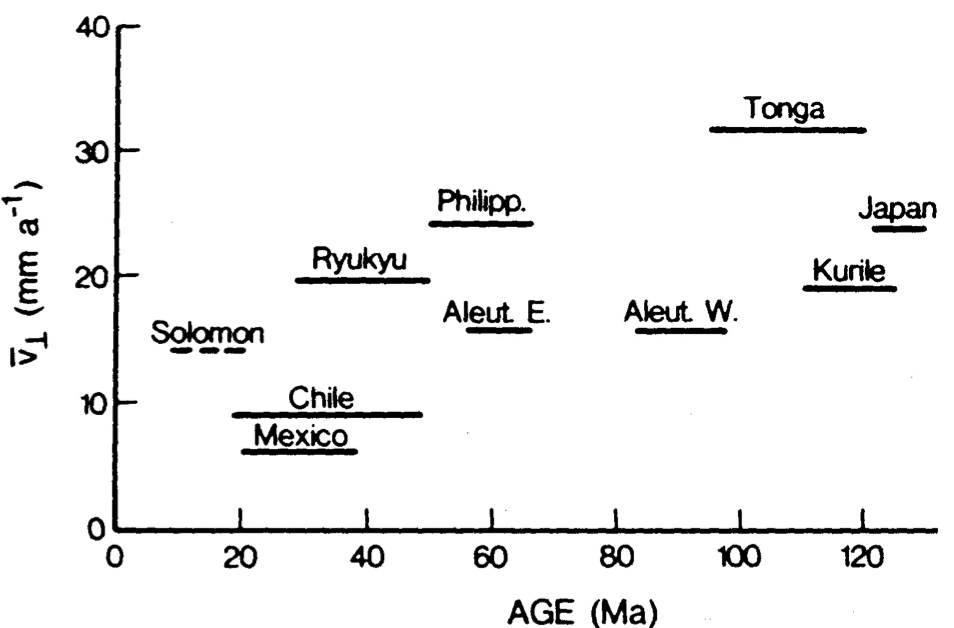 40
Tonga
30
Philipp.
Japan
Ryukyu
Kurile
20
Aleut. E.
Aleut. W.
Solomon
v̅⊥ (mm a⁻¹)
Chile
10
Mexico
0
0 20 40 60 80 100 120
AGE (Ma)